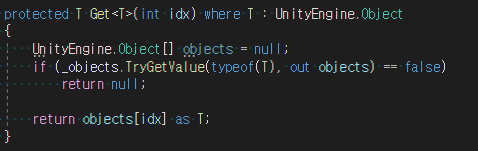 protected T Get<T>(int idx) where T : UnityEngine.Object
{
UnityEngine.Object[] objects = null;
if (_objects.TryGetValue(typeof(T), out objects) == false)
return null;
return objects[idx] as T;
}